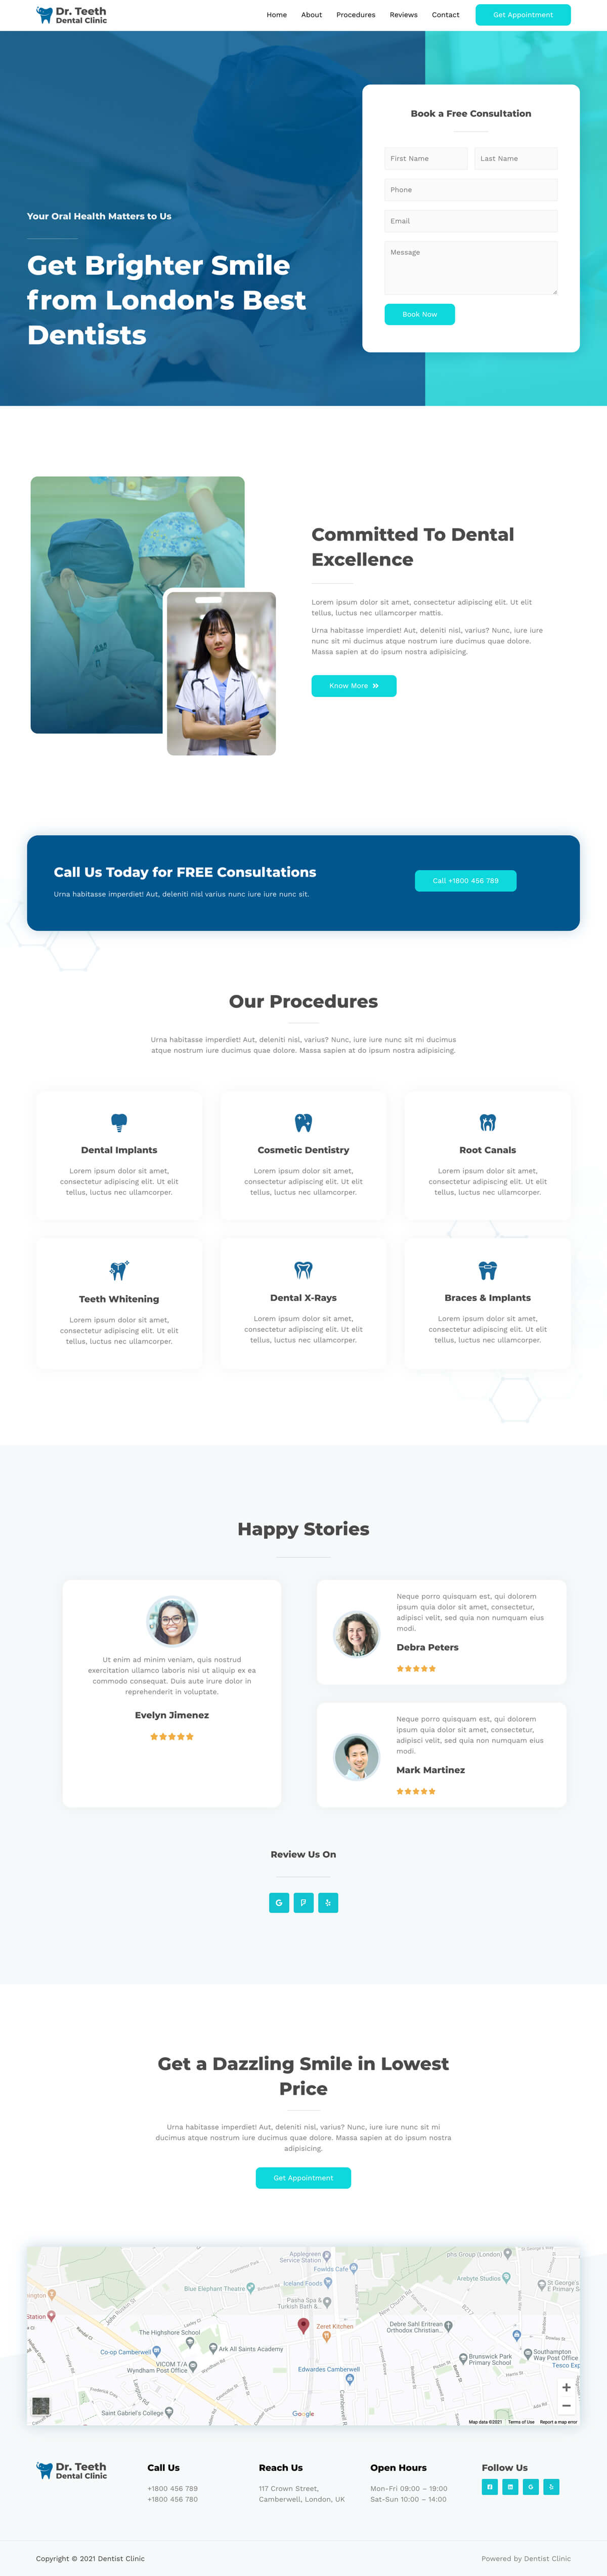 Dr. Teeth
Dental Clinic
Home
About
Procedures
Reviews
Contact
Get Appointment
Your Oral Health Matters to Us
Get Brighter Smile
from London's Best
Dentists
Book a Free Consultation
First Name
Last Name
Phone
Email
Message
Book Now
Committed To Dental
Excellence
Lorem ipsum dolor sit amet, consectetur adipiscing elit. Ut elit
tellus, luctus nec ullamcorper mattis.
Urna habitasse imperdiet! Aut, deleniti nisl, varius? Nunc, iure iure
nunc sit mi ducimus atque nostrum iure ducimus quae dolore.
Massa sapien at do ipsum nostra adipisicing.
Know More
Call Us Today for FREE Consultations
Urna habitasse imperdiet! Aut, deleniti nisl varius nunc iure iure nunc sit.
Call +1800 456 789
Our Procedures
Urna habitasse imperdiet! Aut, deleniti nisl, varius? Nunc, iure iure nunc sit mi ducimus
atque nostrum iure ducimus quae dolore. Massa sapien at do ipsum nostra adipisicing.
Dental Implants
Lorem ipsum dolor sit amet,
consectetur adipiscing elit. Ut elit
tellus, luctus nec ullamcorper.
Cosmetic Dentistry
Lorem ipsum dolor sit amet,
consectetur adipiscing elit. Ut elit
tellus, luctus nec ullamcorper.
Root Canals
Lorem ipsum dolor sit amet,
consectetur adipiscing elit. Ut elit
tellus, luctus nec ullamcorper.
Teeth Whitening
Lorem ipsum dolor sit amet,
consectetur adipiscing elit. Ut elit
tellus, luctus nec ullamcorper.
Dental X-Rays
Lorem ipsum dolor sit amet,
consectetur adipiscing elit. Ut elit
tellus, luctus nec ullamcorper.
Braces & Implants
Lorem ipsum dolor sit amet,
consectetur adipiscing elit. Ut elit
tellus, luctus nec ullamcorper.
Happy Stories
Ut enim ad minim veniam, quis nostrud
exercitation ullamco laboris nisi ut aliquip ex ea
commodo consequat. Duis aute irure dolor in
reprehenderit in voluptate.
Evelyn Jimenez
Neque porro quisquam est, qui dolorem
ipsum quia dolor sit amet, consectetur,
adipisci velit, sed quia non numquam eius
modi.
Debra Peters
Neque porro quisquam est, qui dolorem
ipsum quia dolor sit amet, consectetur,
adipisci velit, sed quia non numquam eius
modi.
Mark Martinez
Review Us On
Get a Dazzling Smile in Lowest
Price
Urna habitasse imperdiet! Aut, deleniti nisl, varius? Nunc, iure iure nunc sit mi
ducimus atque nostrum iure ducimus quae dolore. Massa sapien at do ipsum nostra
adipisicing.
Get Appointment
Applegreen
Service Station
Fowlds Cafe
phs Group (London)
Blue Elephant Theatre
Iceland Foods
Arebyte Studios
St George's
Pasha Spa &
Turkish Bath &...
Station
Zeret Kitchen
Debre Sahl Entrean
Orthodox Christian...
The Highshore School
Ark All Saints Academy
Co-op Camberwell
VICOM T/A
Wyndham Post Office
Edwardes Camberwell
Brunswick Park
Primary School
Southampton
Way Post Office
Saint Gabriel's College
Google
Map data ©2021
Terms of Use
Report a map error
Dr. Teeth
Dental Clinic
Call Us
+1800 456 789
+1800 456 780
Reach Us
117 Crown Street,
Camberwell, London, UK
Open Hours
Mon-Fri 09:00 – 19:00
Sat-Sun 10:00 – 14:00
Follow Us
Copyright © 2021 Dentist Clinic
Powered by Dentist Clinic